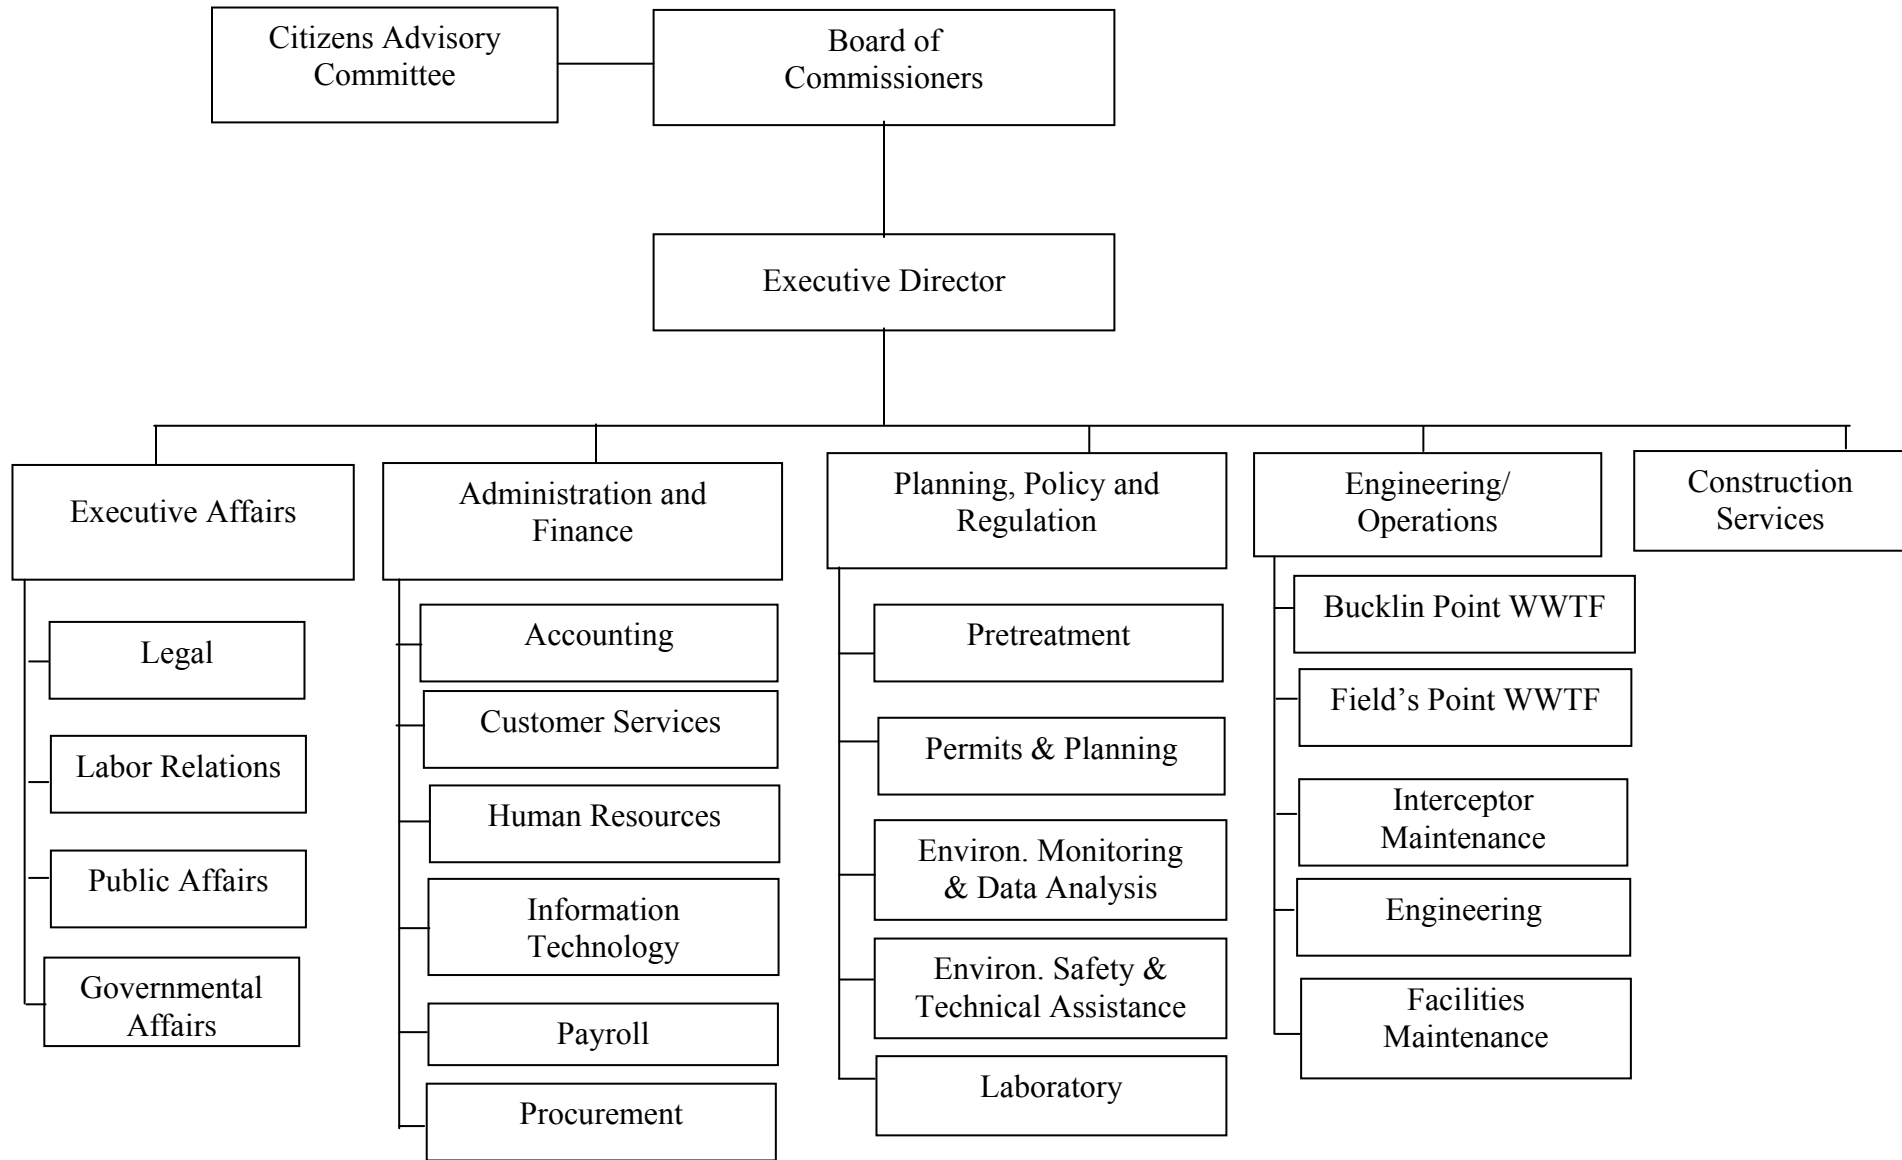 Citizens Advisory
Committee
Board of
Commissioners
Executive Director
Executive Affairs
Legal
Labor Relations
Public Affairs
Governmental
Affairs
Administration and
Finance
Accounting
Customer Services
Human Resources
Information
Technology
Payroll
Procurement
Planning, Policy and
Regulation
Pretreatment
Permits & Planning
Environ. Monitoring
& Data Analysis
Environ. Safety &
Technical Assistance
Laboratory
Engineering/
Operations
Bucklin Point WWTF
Field’s Point WWTF
Interceptor
Maintenance
Engineering
Facilities
Maintenance
Construction
Services